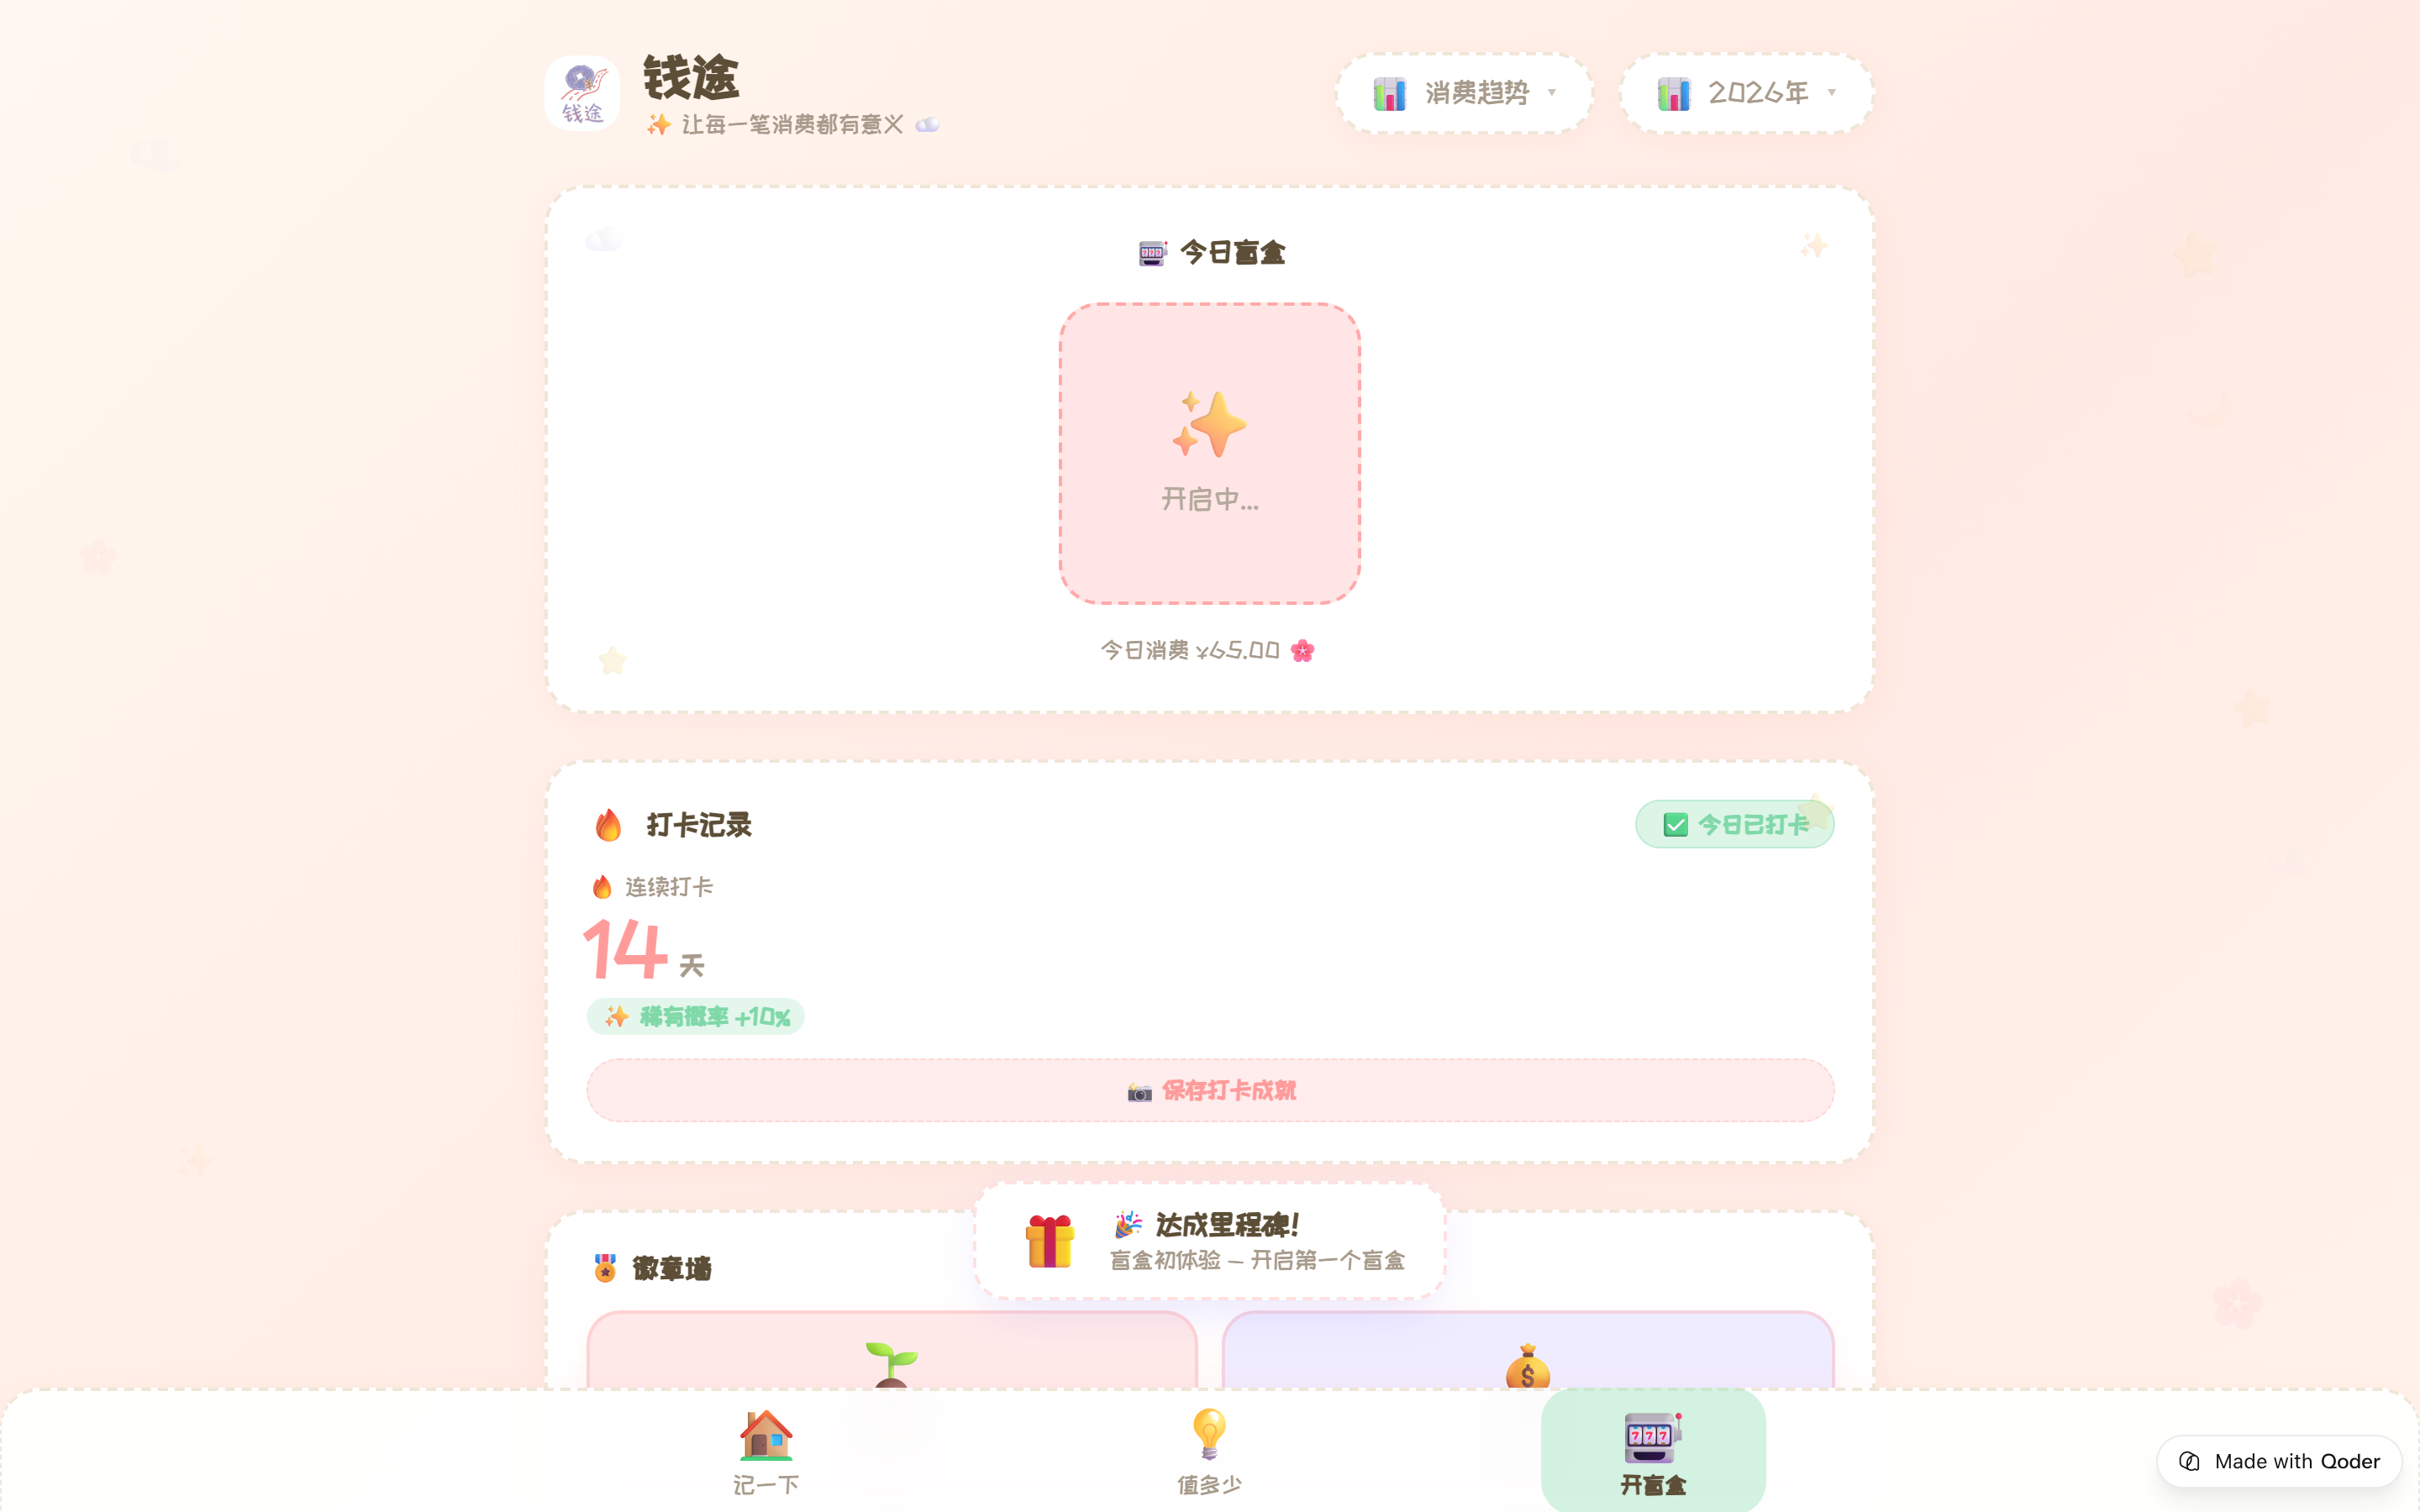 钱途
钱途
✨ 让每一笔消费都有意义 ☁️
📊 消费趋势 ▼
📊 2026年 ▼
🎰 今日盲盒
开启中...
今日消费 ¥65.00 🌸
🔥 打卡记录
✅ 今日已打卡
🔥 连续打卡
14 天
✨ 稀有概率 +10%
📸 保存打卡成就
🎉 达成里程碑!
盲盒初体验 — 开启第一个盲盒
🏅 徽章墙
记一下
值多少
开盲盒
Made with Qoder